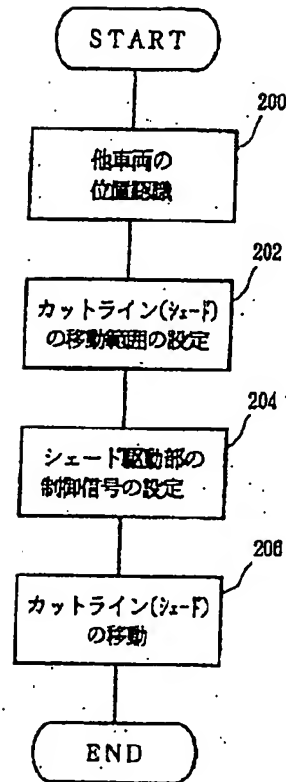 START
200
他車両の
位置認識
202
カットライン(シェード)
の移動範囲の設定
204
シェード駆動部の
制御信号の設定
206
カットライン(シェード)
の移動
END